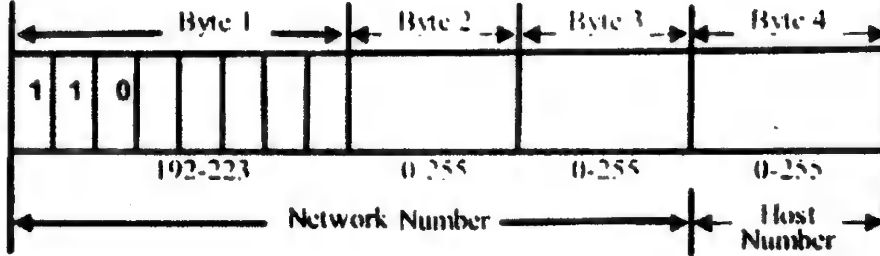 Byte 1 Byte 2 Byte 3 Byte 4
1 1 0
192-223 0-255 0-255 0-255
Network Number Host
Number